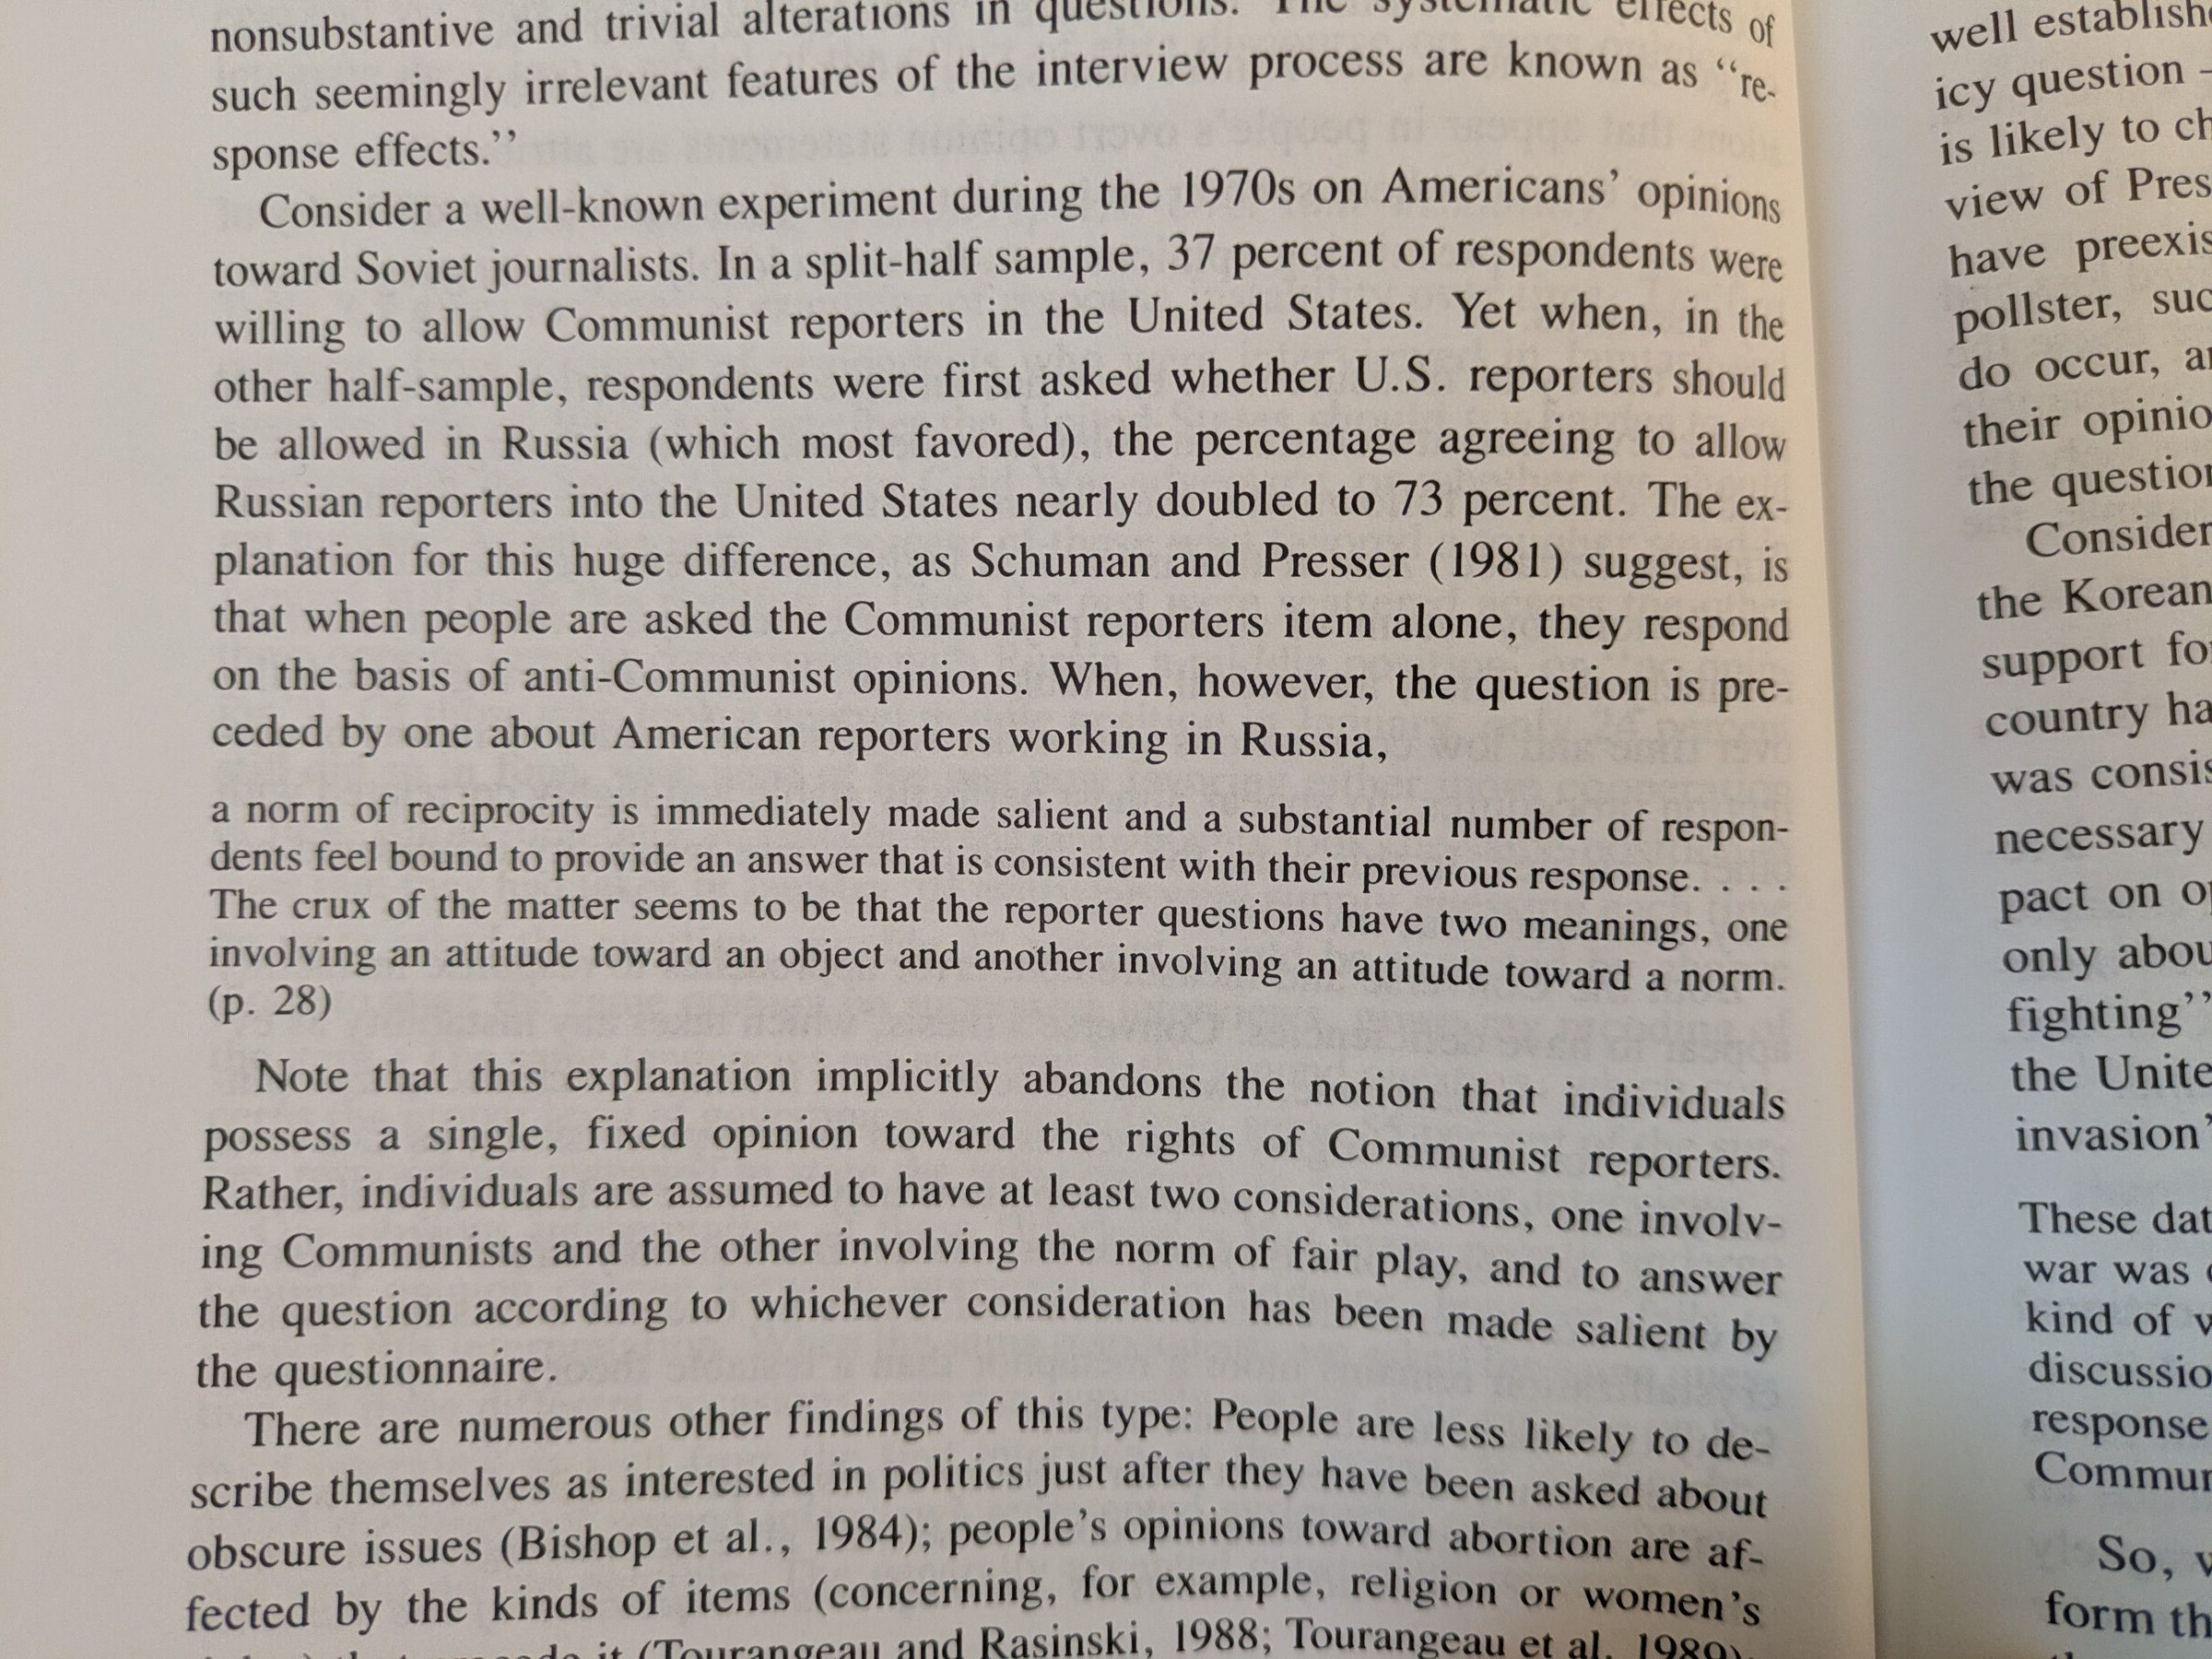 nonsubstantive and trivial alterations in questions. The systematic effects of
such seemingly irrelevant features of the interview process are known as “re-
sponse effects.”
Consider a well-known experiment during the 1970s on Americans’ opinions
toward Soviet journalists. In a split-half sample, 37 percent of respondents were
willing to allow Communist reporters in the United States. Yet when, in the
other half-sample, respondents were first asked whether U.S. reporters should
be allowed in Russia (which most favored), the percentage agreeing to allow
Russian reporters into the United States nearly doubled to 73 percent. The ex-
planation for this huge difference, as Schuman and Presser (1981) suggest, is
that when people are asked the Communist reporters item alone, they respond
on the basis of anti-Communist opinions. When, however, the question is pre-
ceded by one about American reporters working in Russia,
a norm of reciprocity is immediately made salient and a substantial number of respon-
dents feel bound to provide an answer that is consistent with their previous response. . . .
The crux of the matter seems to be that the reporter questions have two meanings, one
involving an attitude toward an object and another involving an attitude toward a norm.
(p. 28)
Note that this explanation implicitly abandons the notion that individuals
possess a single, fixed opinion toward the rights of Communist reporters.
Rather, individuals are assumed to have at least two considerations, one involv-
ing Communists and the other involving the norm of fair play, and to answer
the question according to whichever consideration has been made salient by
the questionnaire.
There are numerous other findings of this type: People are less likely to de-
scribe themselves as interested in politics just after they have been asked about
obscure issues (Bishop et al., 1984); people’s opinions toward abortion are af-
fected by the kinds of items (concerning, for example, religion or women’s
it (Tourangeau and Rasinski, 1988; Tourangeau et al. 1989).
well
icy question -
is likely to
view of
have
pollster,
do occur,
their
the
Consider
the Korean
support
country
was
necessary
pact on
only
fighting”
the
invasion
These
war was
kind of
response
So,
form